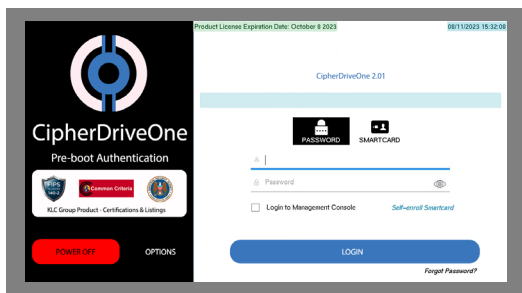 Product License Expiration Date: October 8 2023
08/11/2023 15:32:08
CipherDriveOne 2.01
CipherDriveOne
Pre-boot Authentication
FIPS
140-2
Common Criteria
KLC Group Product - Certifications & Listings
POWER OFF
OPTIONS
PASSWORD
SMARTCARD
Password
Login to Management Console
Self-enroll Smartcard
LOGIN
Forgot Password?